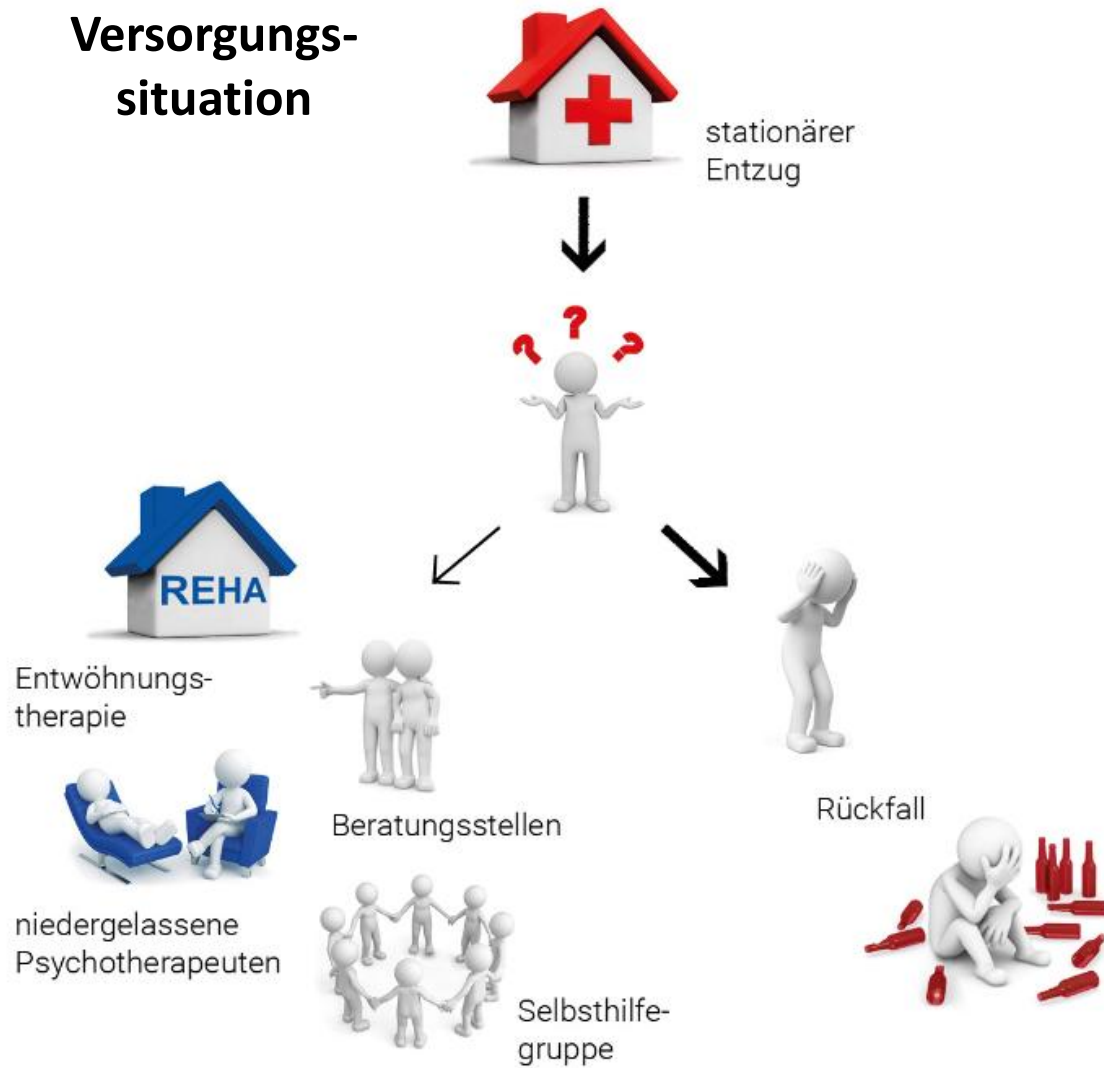 Versorgungs-
situation
stationärer
Entzug
? ? ?
REHA
Entwöhnungs-
therapie
Beratungsstellen
Rückfall
niedergelassene
Psychotherapeuten
Selbsthilfe-
gruppe